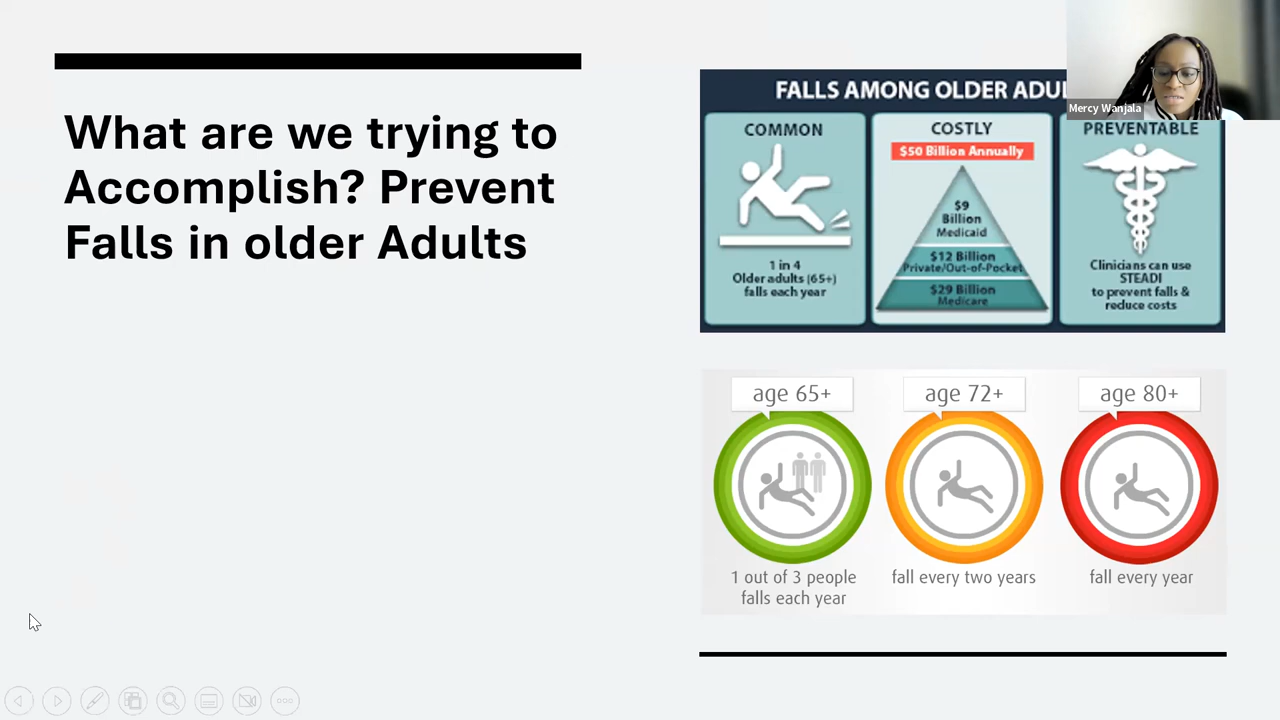 What are we trying to
Accomplish? Prevent
Falls in older Adults
FALLS AMONG OLDER ADU
Mercy Wanjala
COMMON
1 in 4
Older adults (65+)
falls each year
COSTLY
$50 Billion Annually
$9
Billion
Medicaid
$12 Billion
Private/Out-of-Pocket
$29 Billion
Medicare
PREVENTABLE
Clinicians can use
STEADI
to prevent falls &
reduce costs
age 65+
1 out of 3 people
falls each year
age 72+
fall every two years
age 80+
fall every year